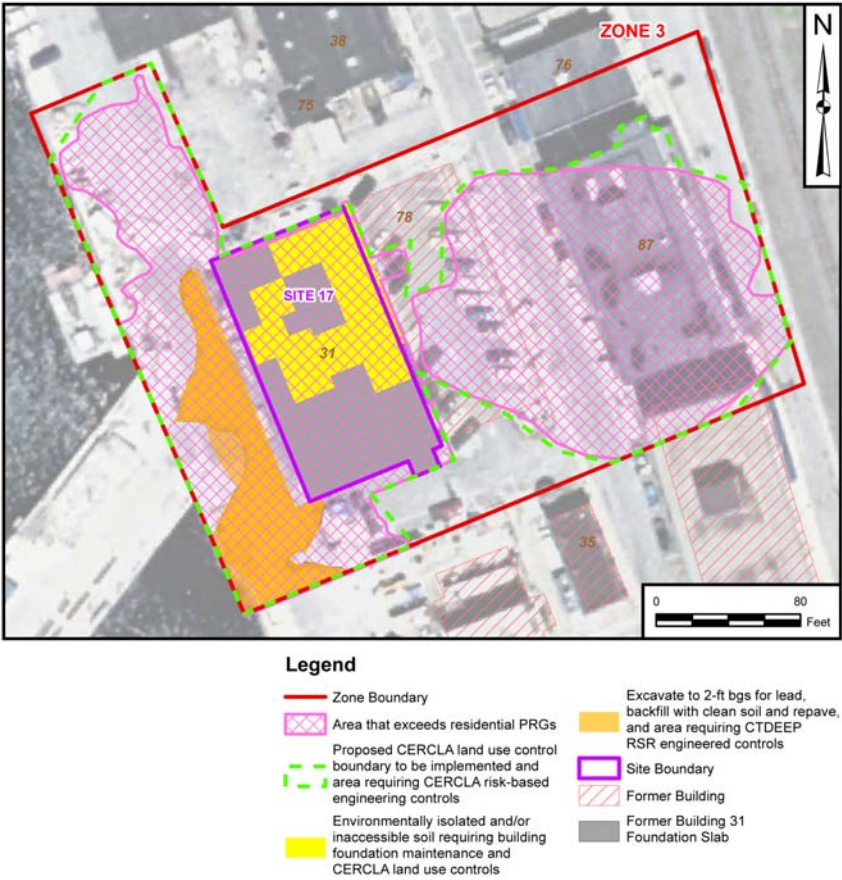 ZONE 3
N
38
76
75
78
87
SITE 17
31
35
0 80
Feet
Legend
Zone Boundary
Area that exceeds residential PRGs
Proposed CERCLA land use control
boundary to be implemented and
area requiring CERCLA risk-based
engineering controls
Environmentally isolated and/or
inaccessible soil requiring building
foundation maintenance and
CERCLA land use controls
Excavate to 2-ft bgs for lead,
backfill with clean soil and repave,
and area requiring CTDEEP
RSR engineered controls
Site Boundary
Former Building
Former Building 31
Foundation Slab